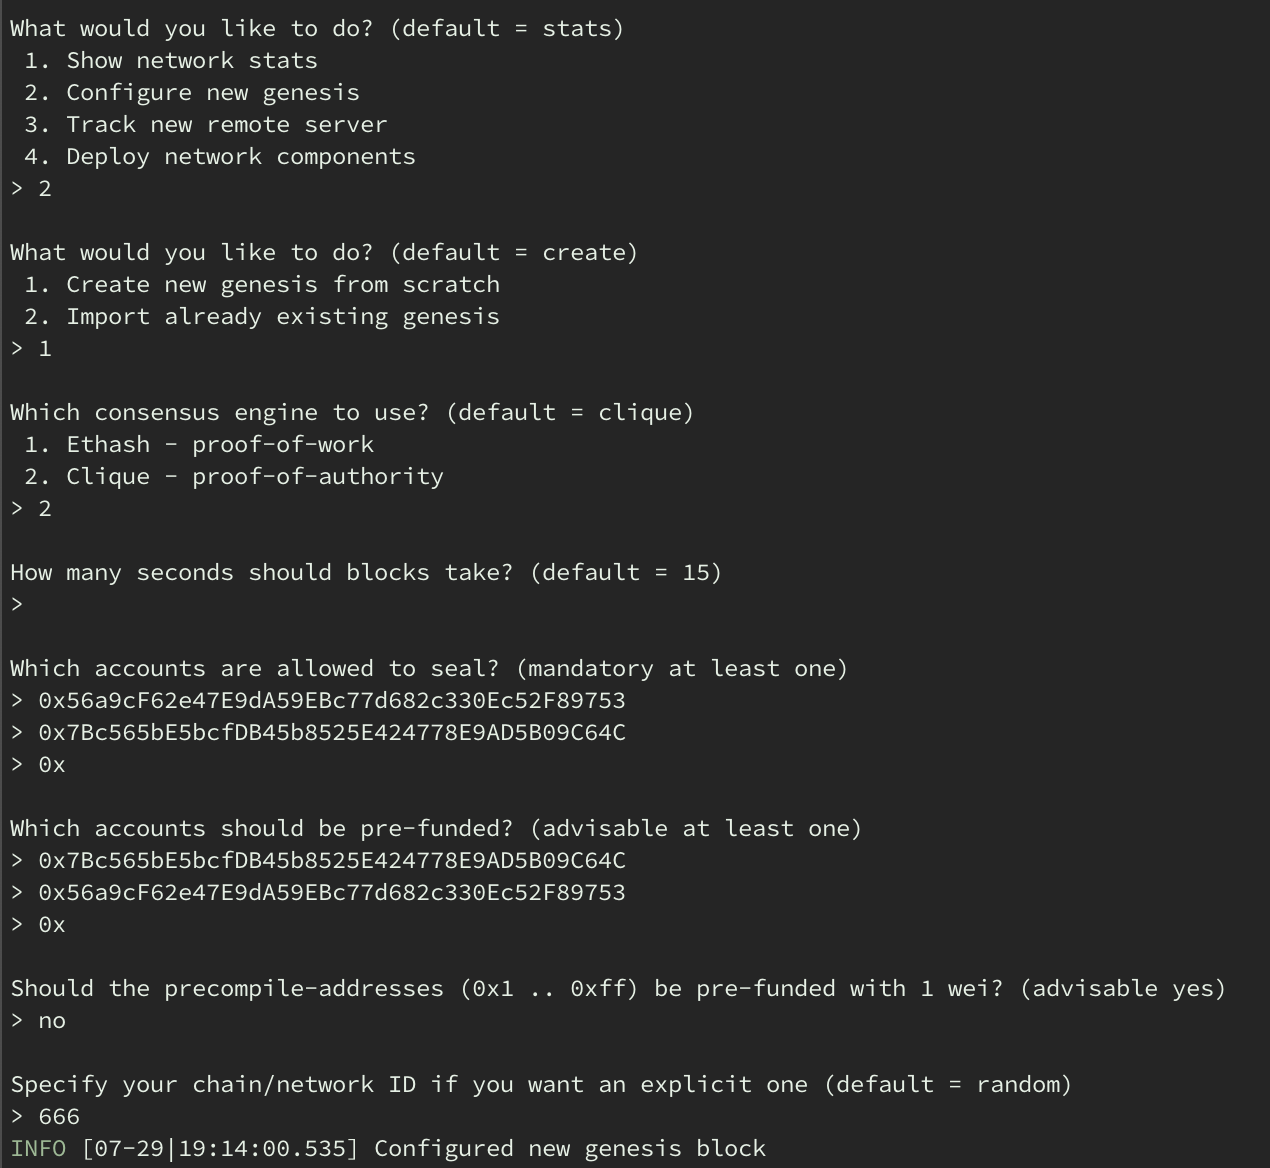 What would you like to do? (default = stats)
 1. Show network stats
 2. Configure new genesis
 3. Track new remote server
 4. Deploy network components
> 2

What would you like to do? (default = create)
 1. Create new genesis from scratch
 2. Import already existing genesis
> 1

Which consensus engine to use? (default = clique)
 1. Ethash - proof-of-work
 2. Clique - proof-of-authority
> 2

How many seconds should blocks take? (default = 15)
>

Which accounts are allowed to seal? (mandatory at least one)
> 0x56a9cF62e47E9dA59EBc77d682c330Ec52F89753
> 0x7Bc565bE5bcfDB45b8525E424778E9AD5B09C64C
> 0x

Which accounts should be pre-funded? (advisable at least one)
> 0x7Bc565bE5bcfDB45b8525E424778E9AD5B09C64C
> 0x56a9cF62e47E9dA59EBc77d682c330Ec52F89753
> 0x

Should the precompile-addresses (0x1 .. 0xff) be pre-funded with 1 wei? (advisable yes)
> no

Specify your chain/network ID if you want an explicit one (default = random)
> 666
INFO [07-29|19:14:00.535] Configured new genesis block